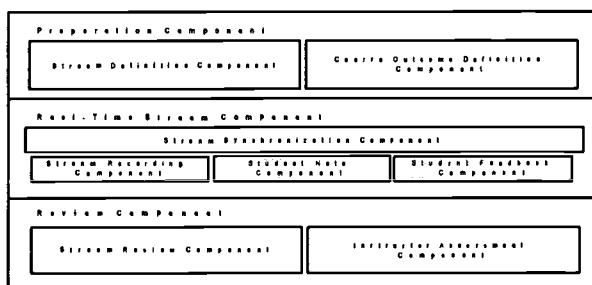 Preparation Component
Stream Definition Component
Course Outcome Definition
Component
Real-Time Stream Component
Stream Synchronization Component
Stream Recording
Component
Student Note
Component
Student Feedback
Component
Review Component
Stream Review Component
Instructor Assessment
Component